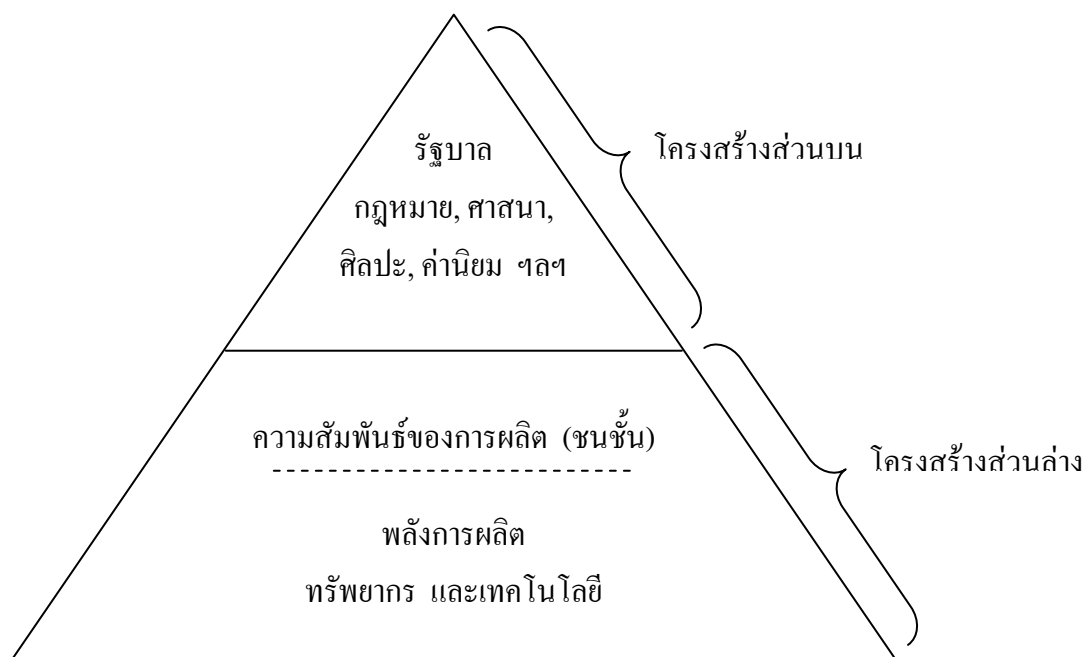 รัฐบาล
กฎหมาย, ศาสนา,
ศิลปะ, ค่านิยม ฯลฯ
โครงสร้างส่วนบน
ความสัมพันธ์ของการผลิต (ชนชั้น)
พลังการผลิต
ทรัพยากร และเทคโนโลยี
โครงสร้างส่วนล่าง